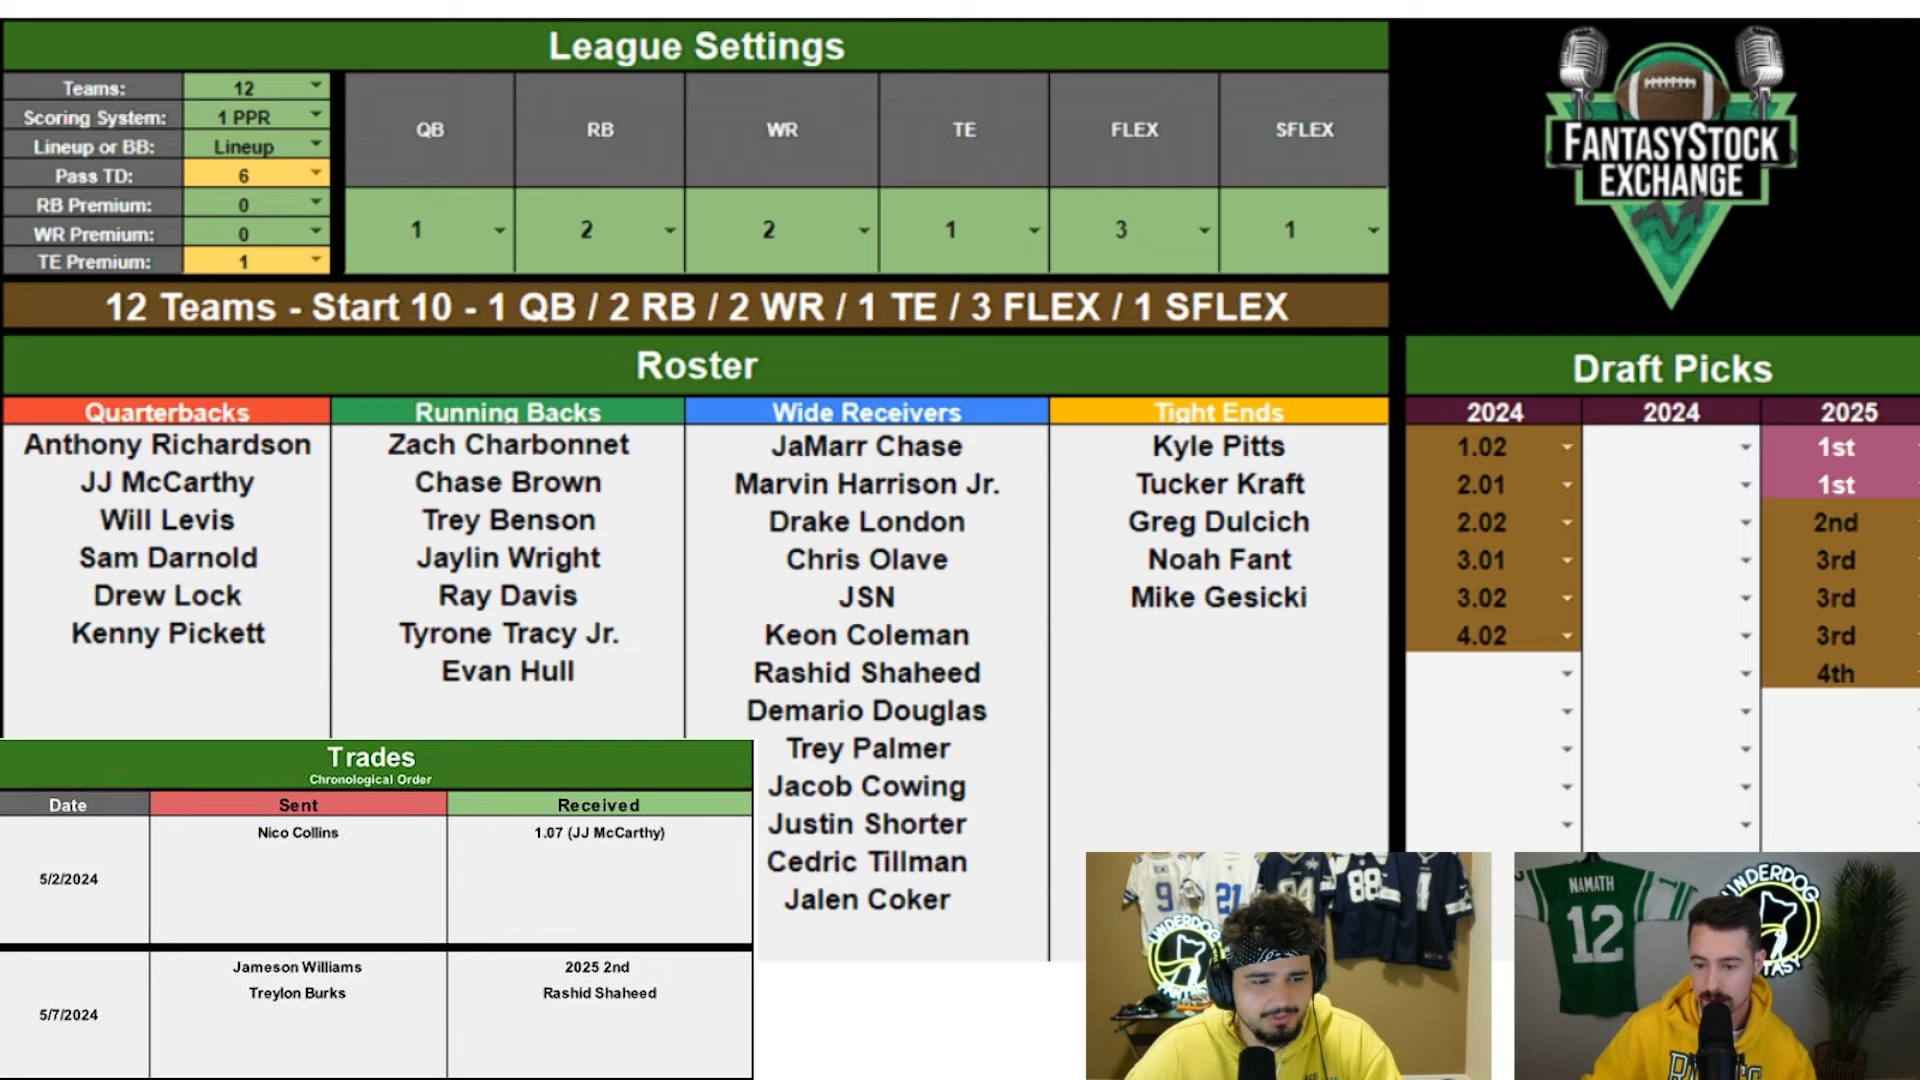 League Settings
Teams: 12
Scoring System: 1 PPR
Lineup or BB: Lineup
Pass TD: 6
RB Premium: 0
WR Premium: 0
TE Premium: 1
QB RB WR TE FLEX SFLEX
1 2 2 1 3 1
12 Teams - Start 10 - 1 QB / 2 RB / 2 WR / 1 TE / 3 FLEX / 1 SFLEX
FANTASYSTOCK
EXCHANGE
Roster
Quarterbacks
Anthony Richardson
JJ McCarthy
Will Levis
Sam Darnold
Drew Lock
Kenny Pickett
Running Backs
Zach Charbonnet
Chase Brown
Trey Benson
Jaylin Wright
Ray Davis
Tyrone Tracy Jr.
Evan Hull
Wide Receivers
JaMarr Chase
Marvin Harrison Jr.
Drake London
Chris Olave
JSN
Keon Coleman
Rashid Shaheed
Demario Douglas
Trey Palmer
Jacob Cowing
Justin Shorter
Cedric Tillman
Jalen Coker
Tight Ends
Kyle Pitts
Tucker Kraft
Greg Dulcich
Noah Fant
Mike Gesicki
Draft Picks
2024 2024 2025
1.02 1st
2.01 1st
2.02 2nd
3.01 3rd
3.02 3rd
4.02 3rd
4th
Trades
Chronological Order
Date Sent Received
5/2/2024
Nico Collins
1.07 (JJ McCarthy)
5/7/2024
Jameson Williams
Treylon Burks
2025 2nd
Rashid Shaheed
9
21
84
88
4
UNDERDOG
NAMATH
12
UNDERDOG